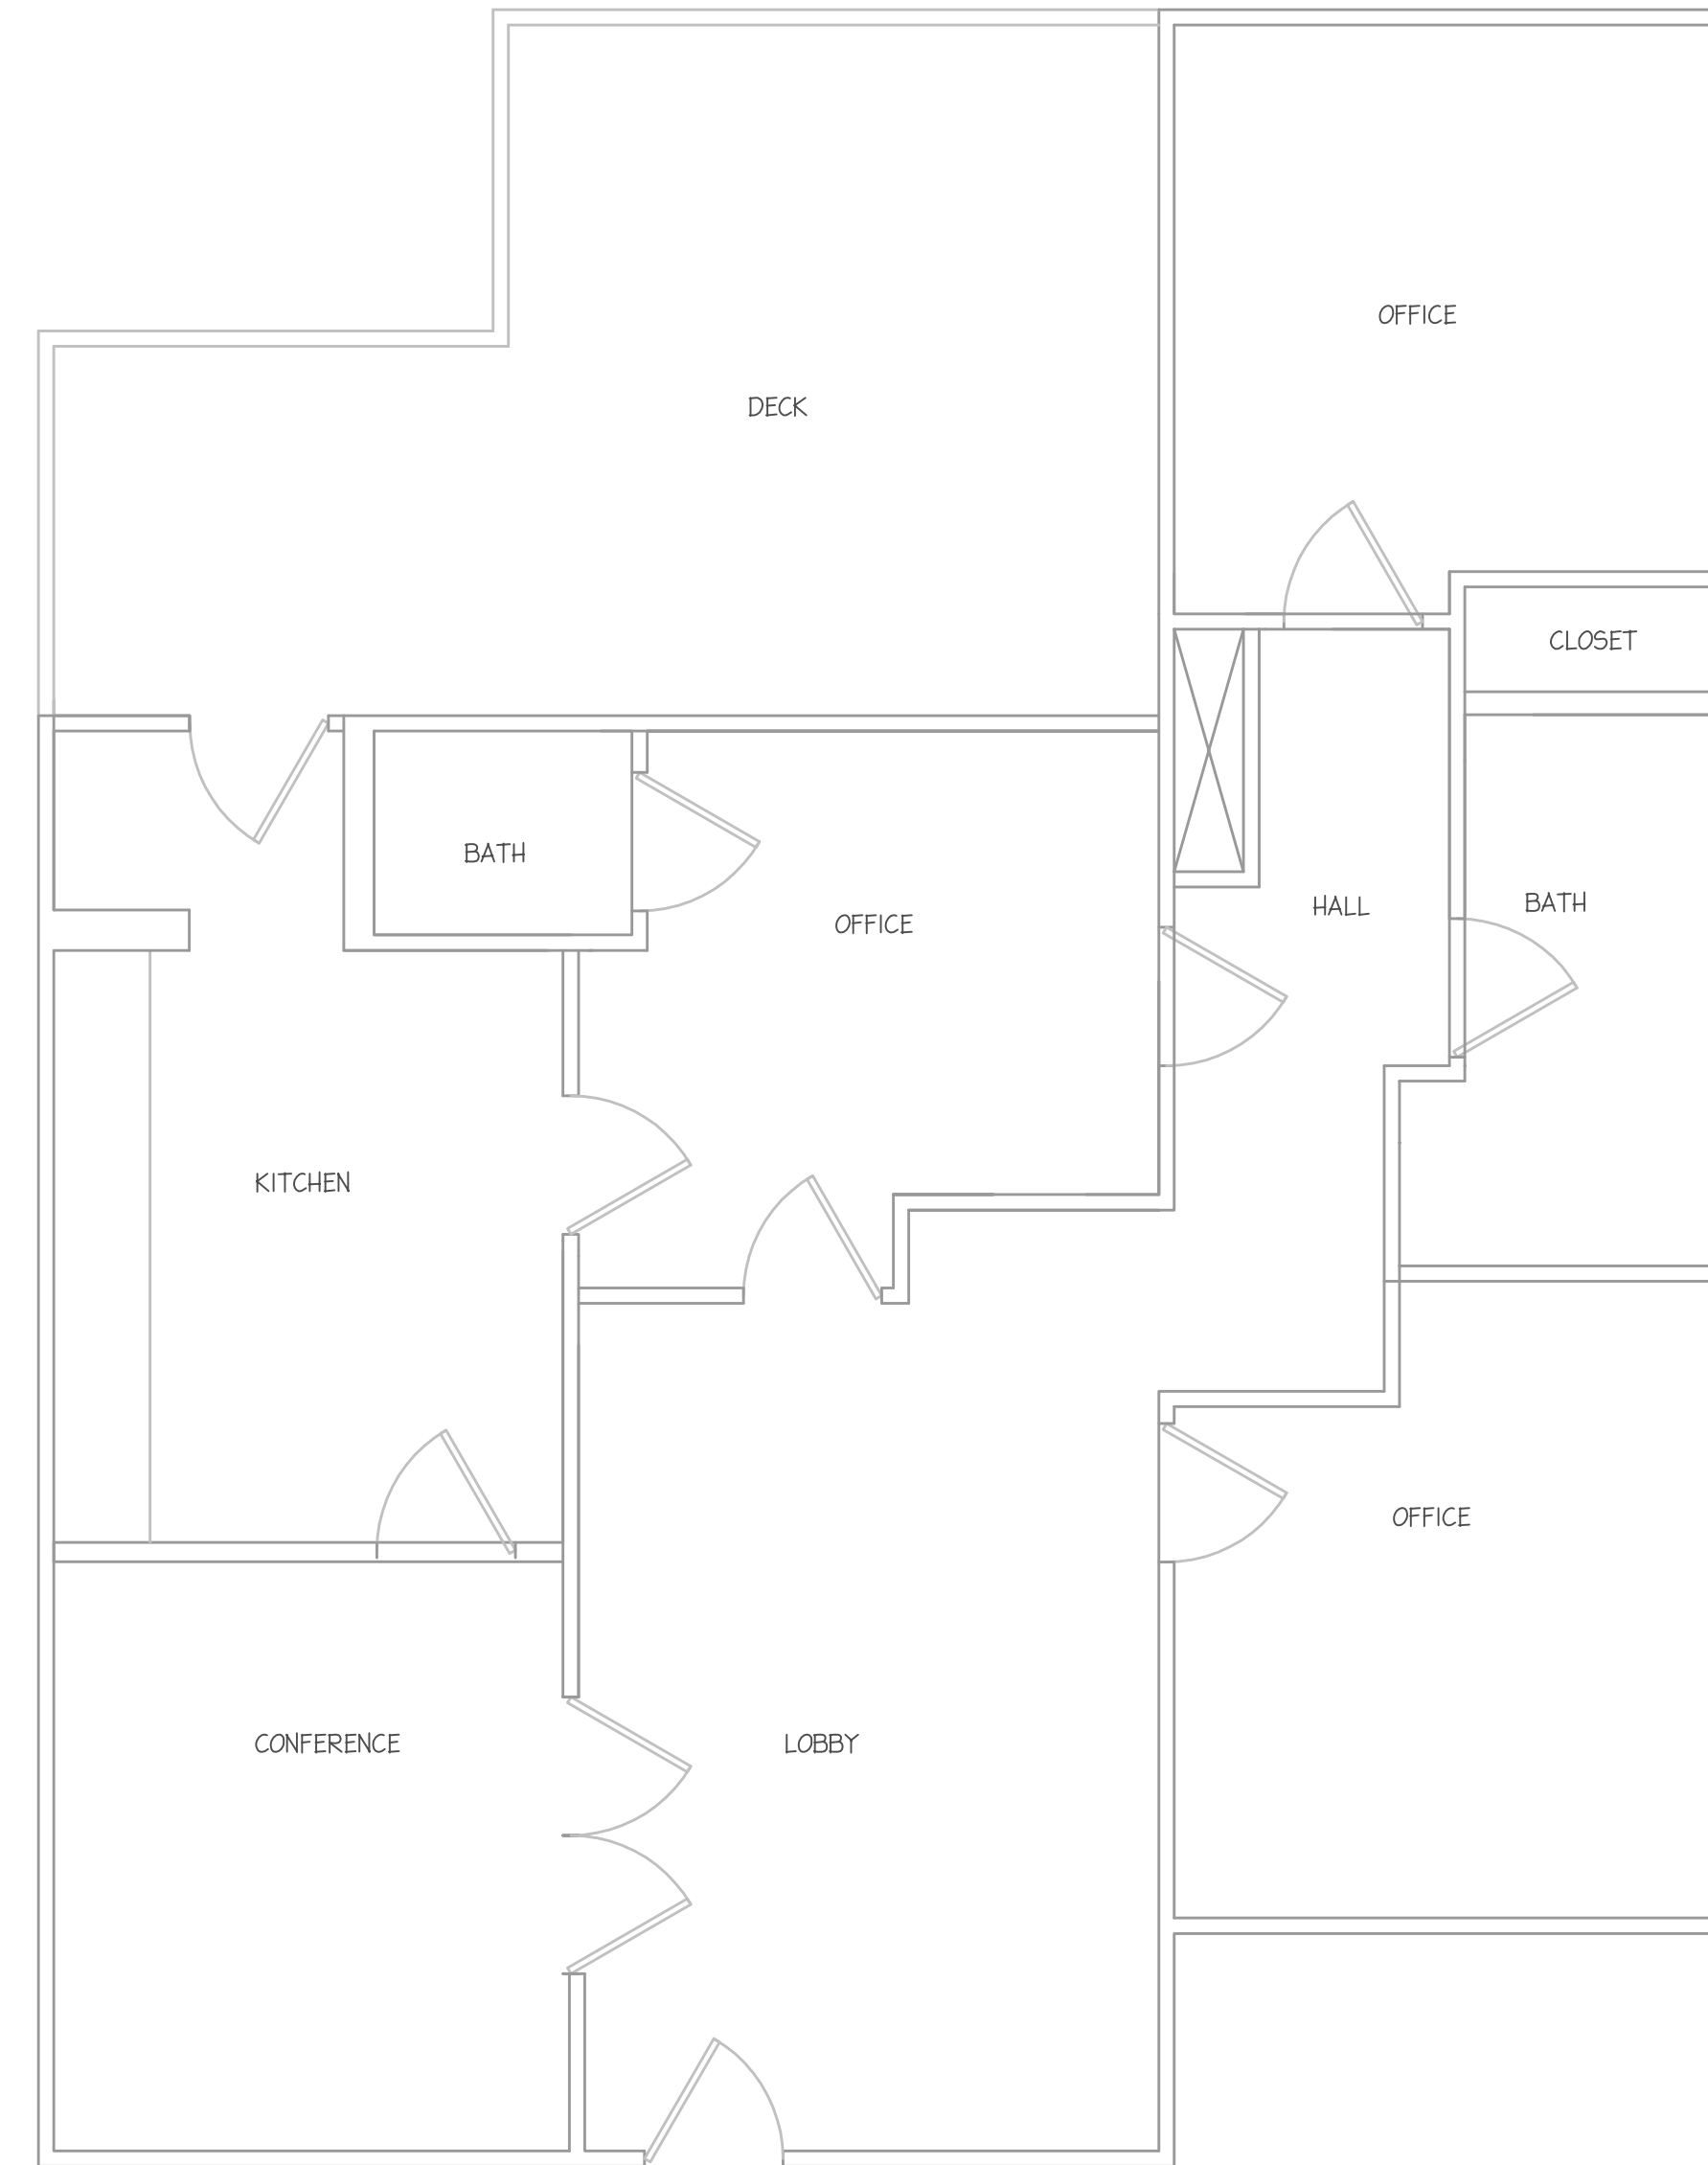 OFFICE
DECK
CLOSET
BATH
OFFICE
HALL
BATH
KITCHEN
OFFICE
CONFERENCE
LOBBY